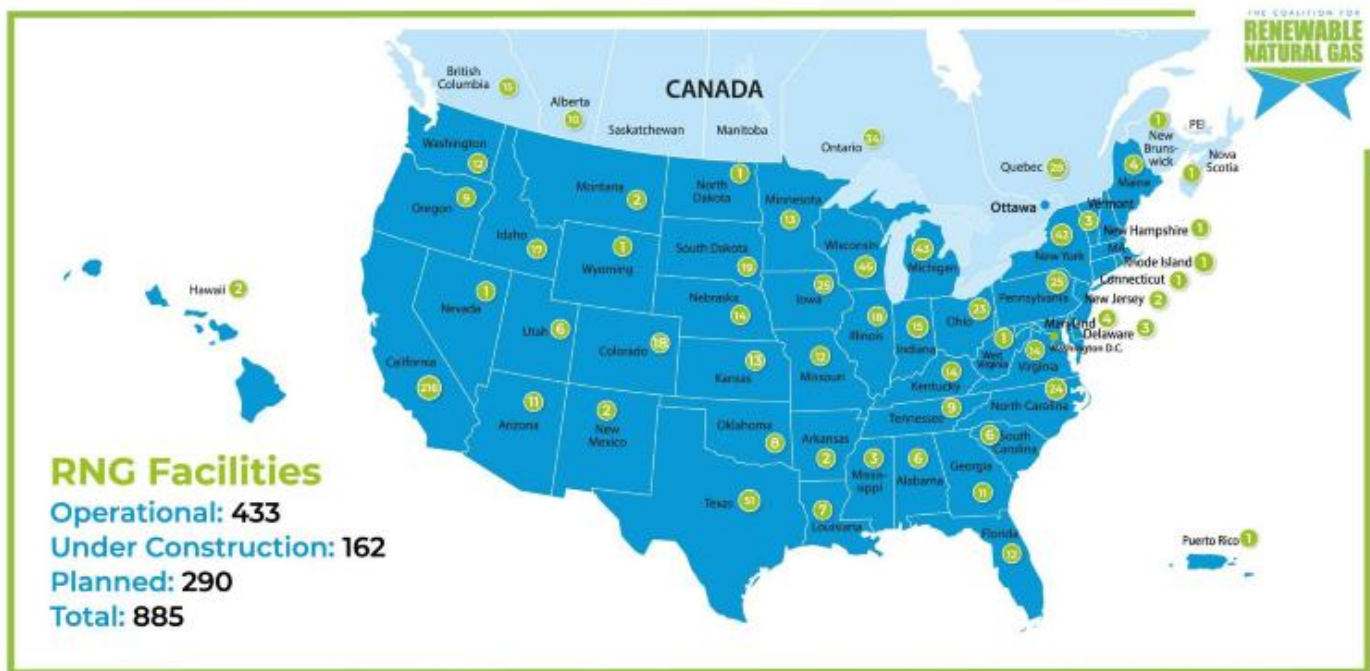 THE COALITION FOR
RENEWABLE
NATURAL GAS
CANADA
British
Columbia
15
Alberta
10
Saskatchewan
Manitoba
Ontario
34
Quebec
Ottawa
1
New
Bruns-
wick
PEI
Nova
Scotia
1
Washington
12
Oregon
9
Idaho
17
Montana
2
Wyoming
1
North
Dakota
1
South Dakota
19
Nebraska
14
Kansas
13
Minnesota
13
Iowa
25
Missouri
12
Wisconsin
46
Michigan
43
Illinois
18
Indiana
15
Ohio
23
Kentucky
14
Tennessee
9
West
Virginia
1
Virginia
14
North Carolina
24
South
Carolina
6
Georgia
11
Florida
12
Alabama
6
Missi-
ssippi
3
Arkansas
2
Louisiana
7
Oklahoma
8
Texas
51
New
Mexico
2
Arizona
11
Colorado
18
Utah
6
Nevada
1
California
Hawaii 2
Maine
4
Vermont
3
New Hampshire 1
New York
MA
Rhode Island 1
Connecticut 1
New Jersey 2
Pennsylvania
25
Maryland 4
Delaware 3
Washington D.C.
Puerto Rico 1
RNG Facilities
Operational: 433
Under Construction: 162
Planned: 290
Total: 885